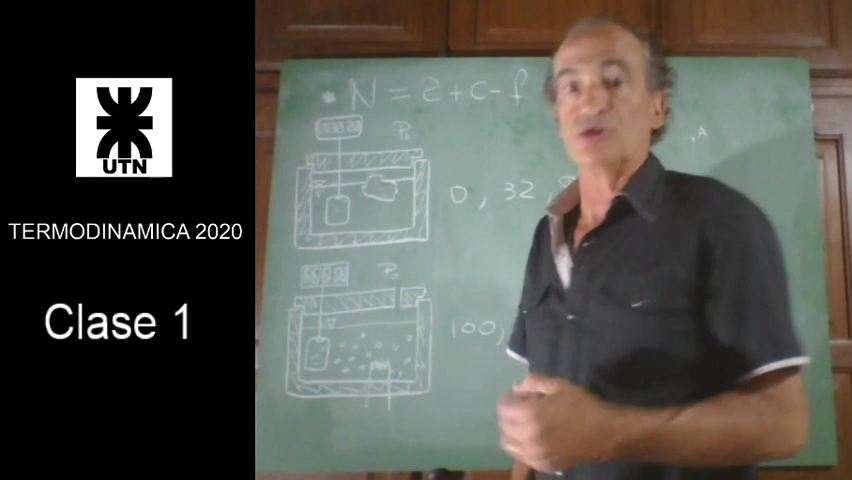 UTN
TERMODINAMICA 2020
Clase 1
N = 2 + C - f
P₀
0, 32,
P₀
100,
A